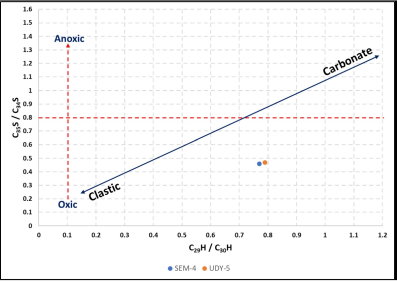 1.6
1.5
1.4
1.3
1.2
1.1
1
0.9
0.8
0.7
0.6
0.5
0.4
0.3
0.2
0.1
0
C₃₅S / C₃₄S
Anoxic
Carbonate
Clastic
Oxic
0 0.1 0.2 0.3 0.4 0.5 0.6 0.7 0.8 0.9 1 1.1 1.2
C₂₉H / C₃₀H
SEM-4 UDY-5